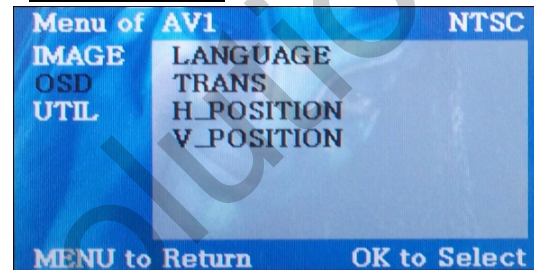 Menu of AV1 NTSC
IMAGE LANGUAGE
OSD TRANS
UTIL H_POSITION
V_POSITION
MENU to Return OK to Select